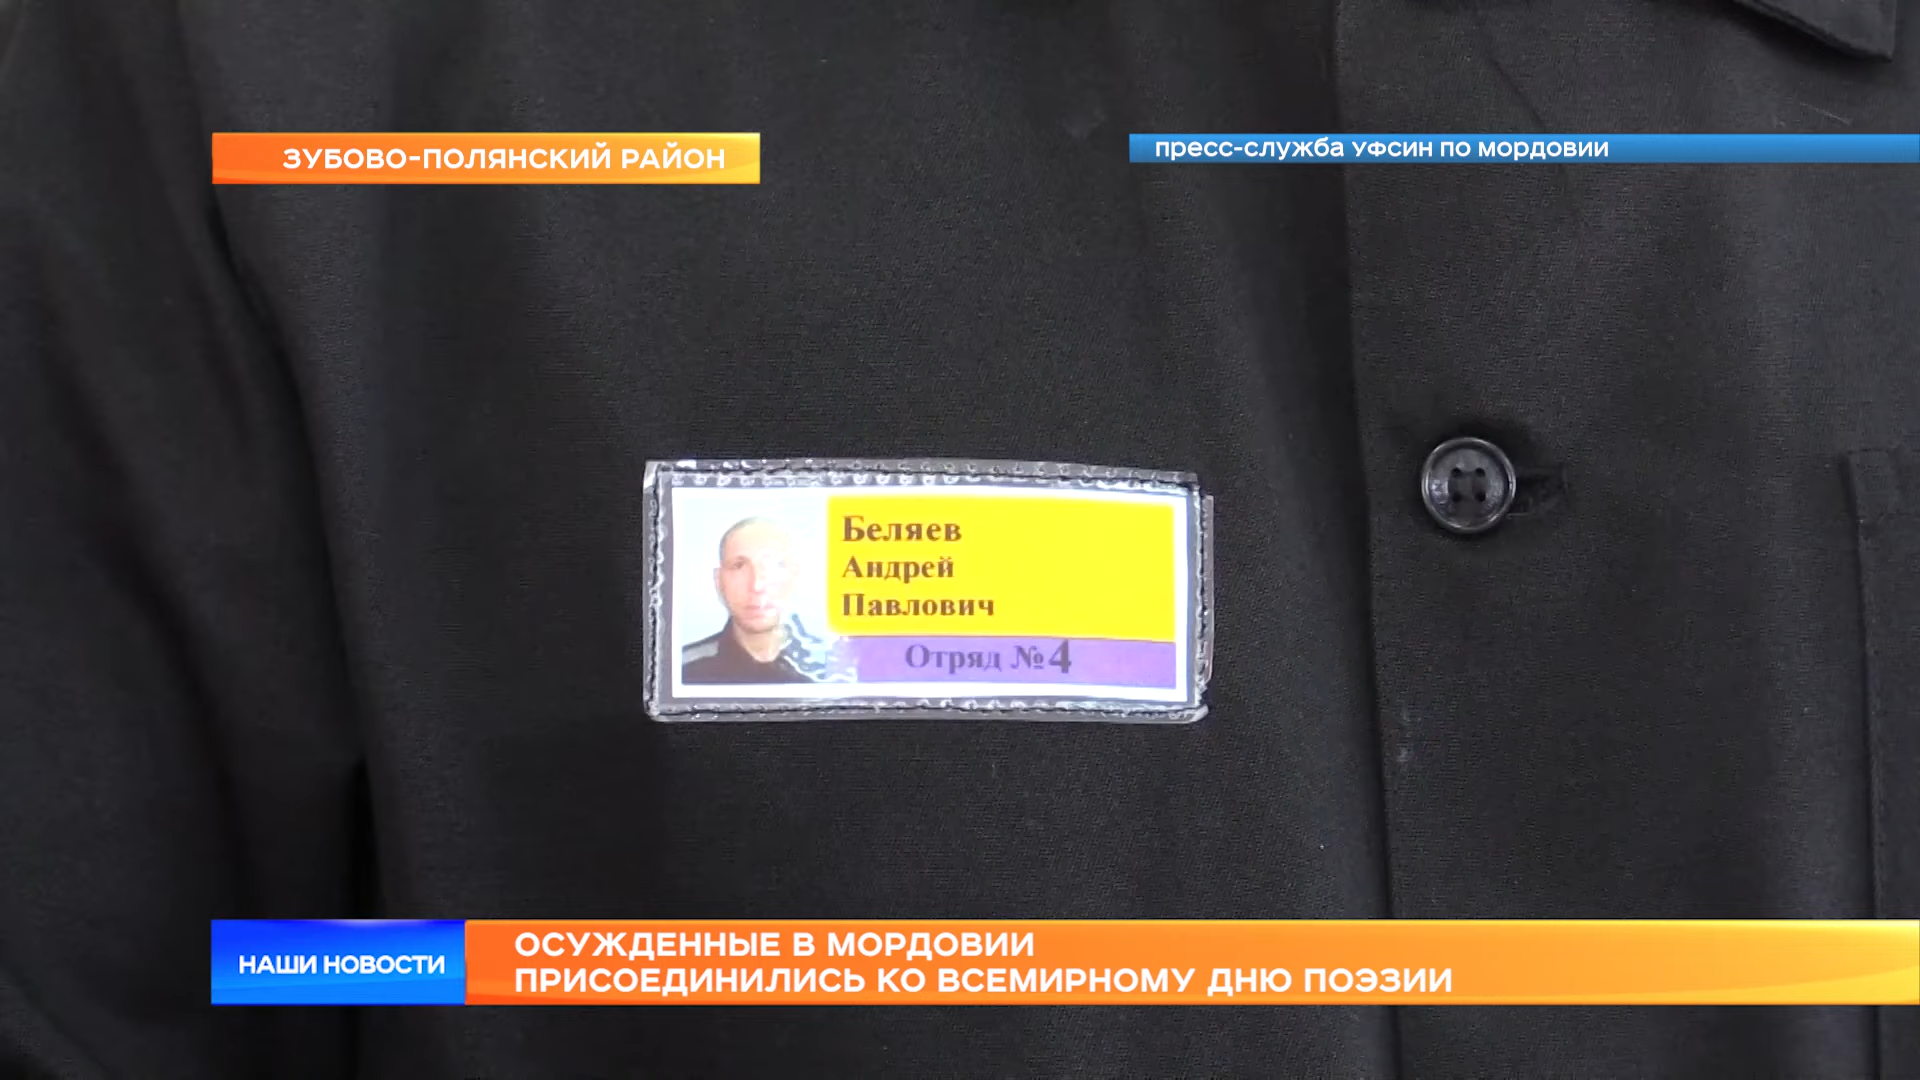 ЗУБОВО-ПОЛЯНСКИЙ РАЙОН
пресс-служба УФСИН по Мордовии
Беляев
Андрей
Павлович
Отряд №4
НАШИ НОВОСТИ
ОСУЖДЕННЫЕ В МОРДОВИИ
ПРИСОЕДИНИЛИСЬ КО ВСЕМИРНОМУ ДНЮ ПОЭЗИИ